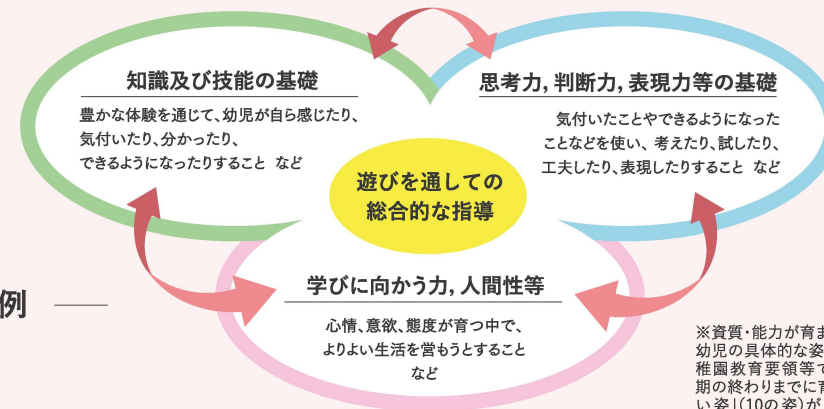 知識及び技能の基礎
豊かな体験を通じて、幼児が自ら感じたり、
気付いたり、分かったり、
できるようになったりすること など
思考力, 判断力, 表現力等の基礎
気付いたことやできるようになった
ことなどを使い、考えたり、試したり、
工夫したり、表現したりすること など
遊びを通しての
総合的な指導
学びに向かう力, 人間性等
心情、意欲、態度が育つ中で、
よりよい生活を営もうとすること
など
例
※資質・能力が育ま
幼児の具体的な姿
稚園教育要領等で
期の終わりまでに育
い姿」(10の姿)が